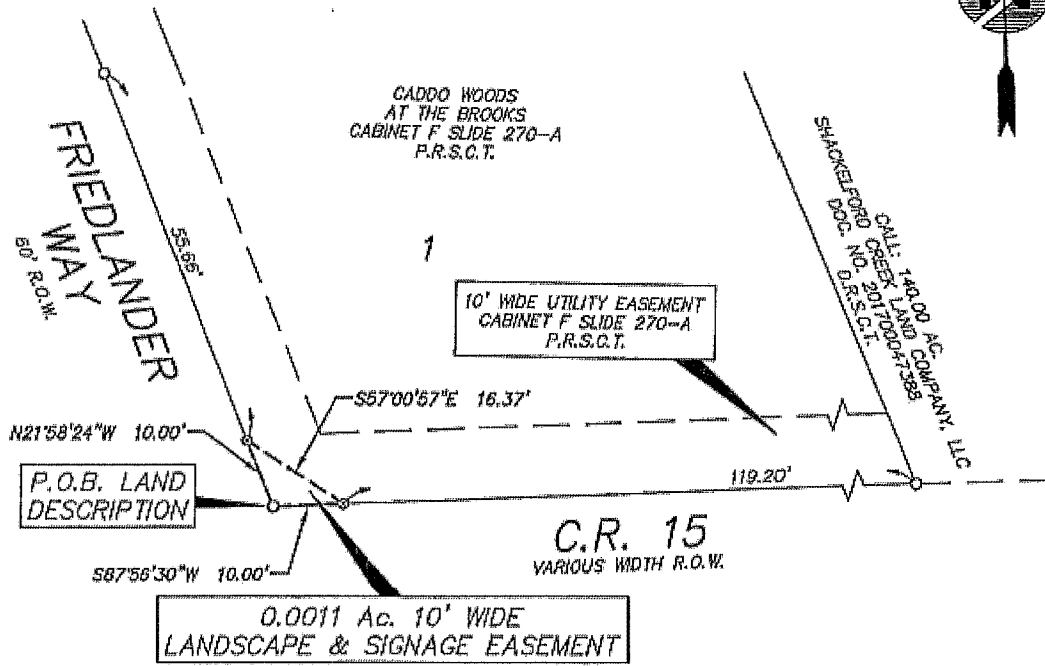 CADDO WOODS
AT THE BROOKS
CABINET F SLIDE 270-A
P.R.S.C.T.
FRIEDLANDER
WAY
60' R.O.W.
55.66'
1
10' WIDE UTILITY EASEMENT
CABINET F SLIDE 270-A
P.R.S.C.T.
CALL: 140.00 AC.
SHACKELFORD CREEK LAND COMPANY, LLC
DOC. NO. 201700047388
D.R.S.C.T.
S57°00'57"E 16.37'
N21°58'24"W 10.00'
P.O.B. LAND
DESCRIPTION
119.20'
C.R. 15
VARIOUS WIDTH R.O.W.
S87°56'30"W 10.00'
0.0011 Ac. 10' WIDE
LANDSCAPE & SIGNAGE EASEMENT